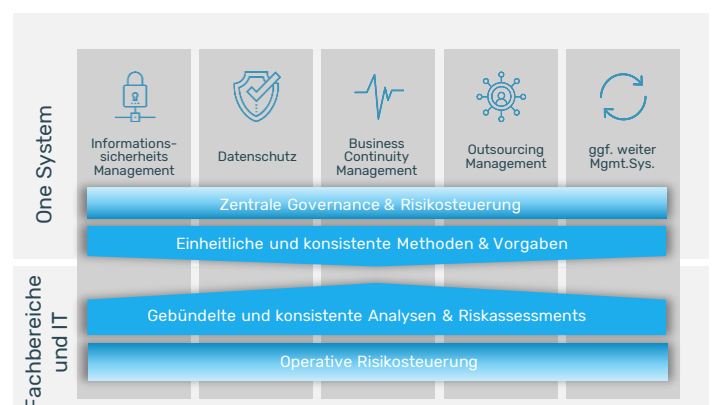 One System
Informations-
sicherheits
Management
Datenschutz
Business
Continuity
Management
Outsourcing
Management
ggf. weiter
Mgmt.Sys.
Zentrale Governance & Risikosteuerung
Einheitliche und konsistente Methoden & Vorgaben
Fachbereiche
und IT
Gebündelte und konsistente Analysen & Riskassessments
Operative Risikosteuerung